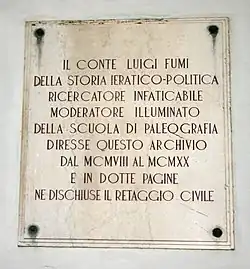 IL CONTE LUIGI FUMI
DELLA STORIA IERATICO-POLITICA
RICERCATORE INFATICABILE
MODERATORE ILLUMINATO
DELLA SCUOLA DI PALEOGRAFIA
DIRESSE QUESTO ARCHIVIO
DAL MCMVIII AL MCMXX
E IN DOTTE PAGINE
NE DISCHIUSE IL RETAGGIO CIVILE